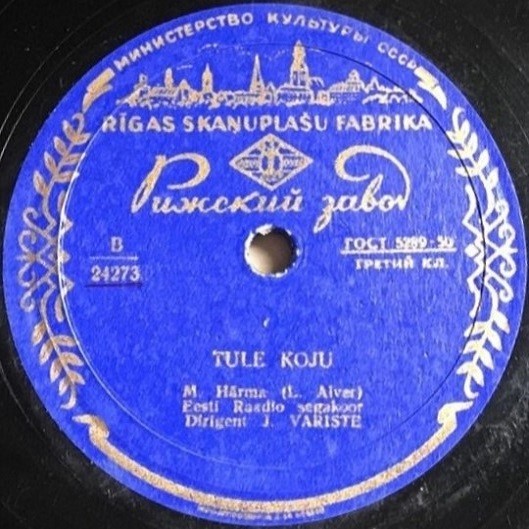 МИНИСТЕРСТВО КУЛЬТУРЫ СССР
RĪGAS SKAŅUPLAŠU FABRIKA
Рижский завод
В
24273
ГОСТ 5289-50
ТРЕТИЙ КЛ.
TULE KOJU
M. Härma (L. Alver)
Eesti Raadio segakoor
Dirigent J. VARISTE